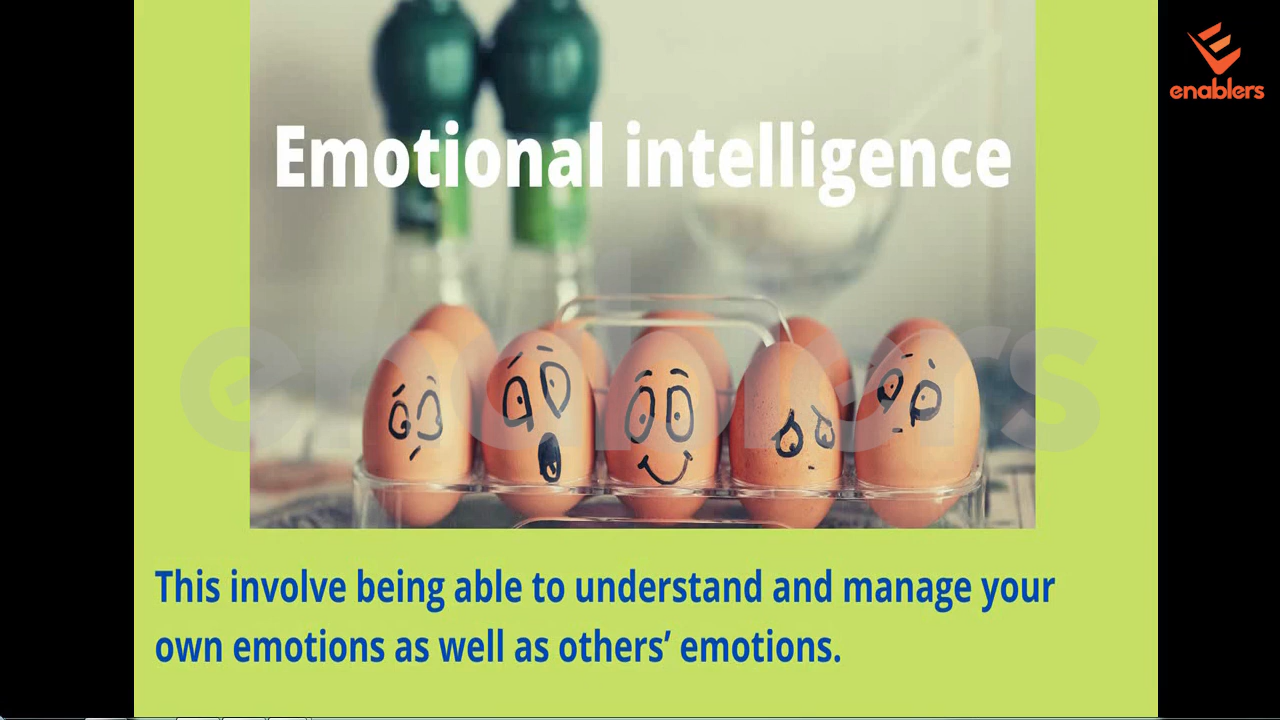 enablers
Emotional intelligence
enablers
This involve being able to understand and manage your
own emotions as well as others’ emotions.